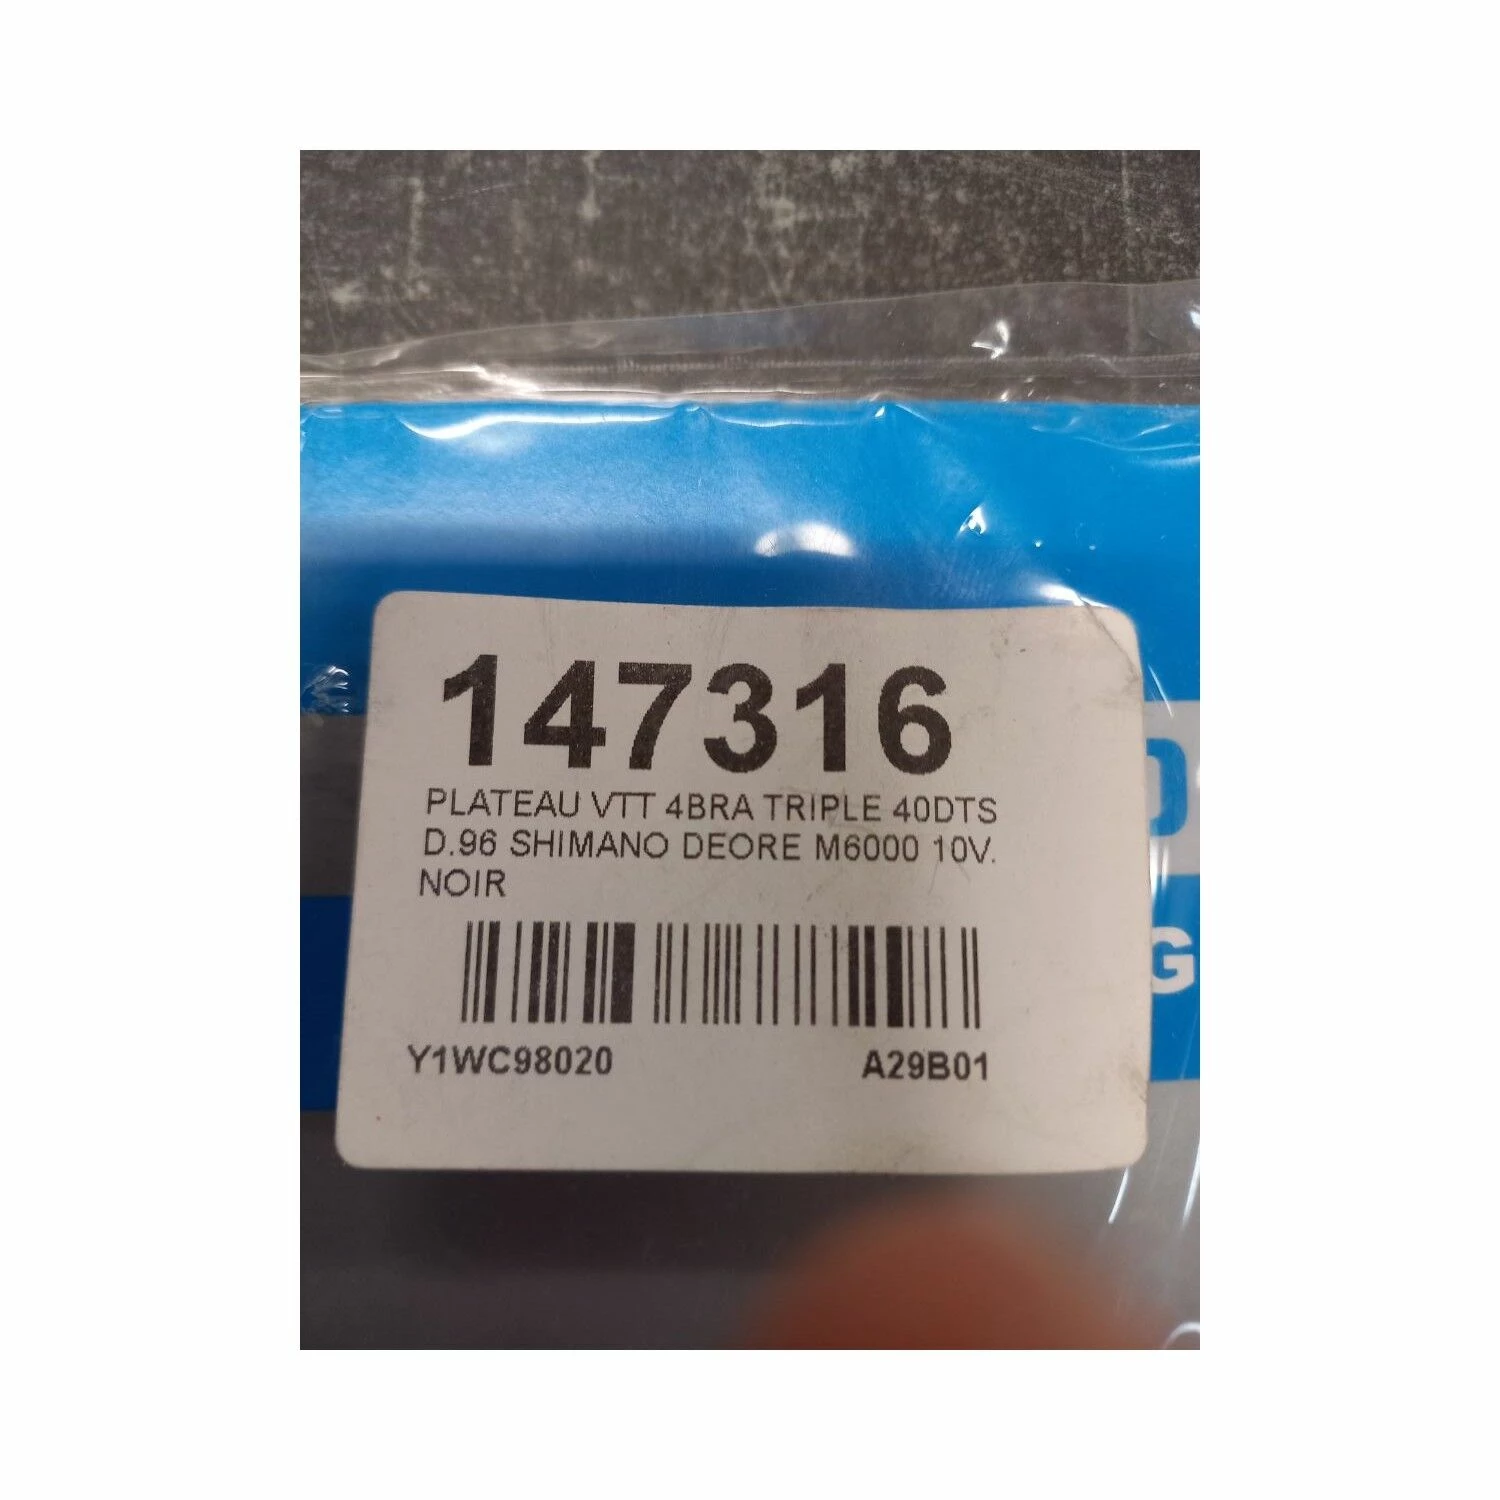 147316
PLATEAU VTT 4BRA TRIPLE 40DTS
D.96 SHIMANO DEORE M6000 10V.
NOIR
Y1WC98020 A29B01
G